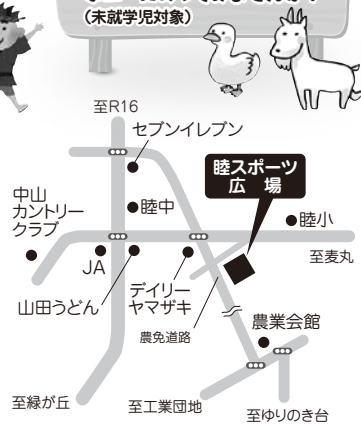 （未就学児対象）
至R16
セブンイレブン
睦スポーツ
広　場
中山
カントリー
クラブ
睦中
睦小
JA
至麦丸
山田うどん
デイリー
ヤマザキ
農免道路
農業会館
至緑が丘
至工業団地
至ゆりのき台